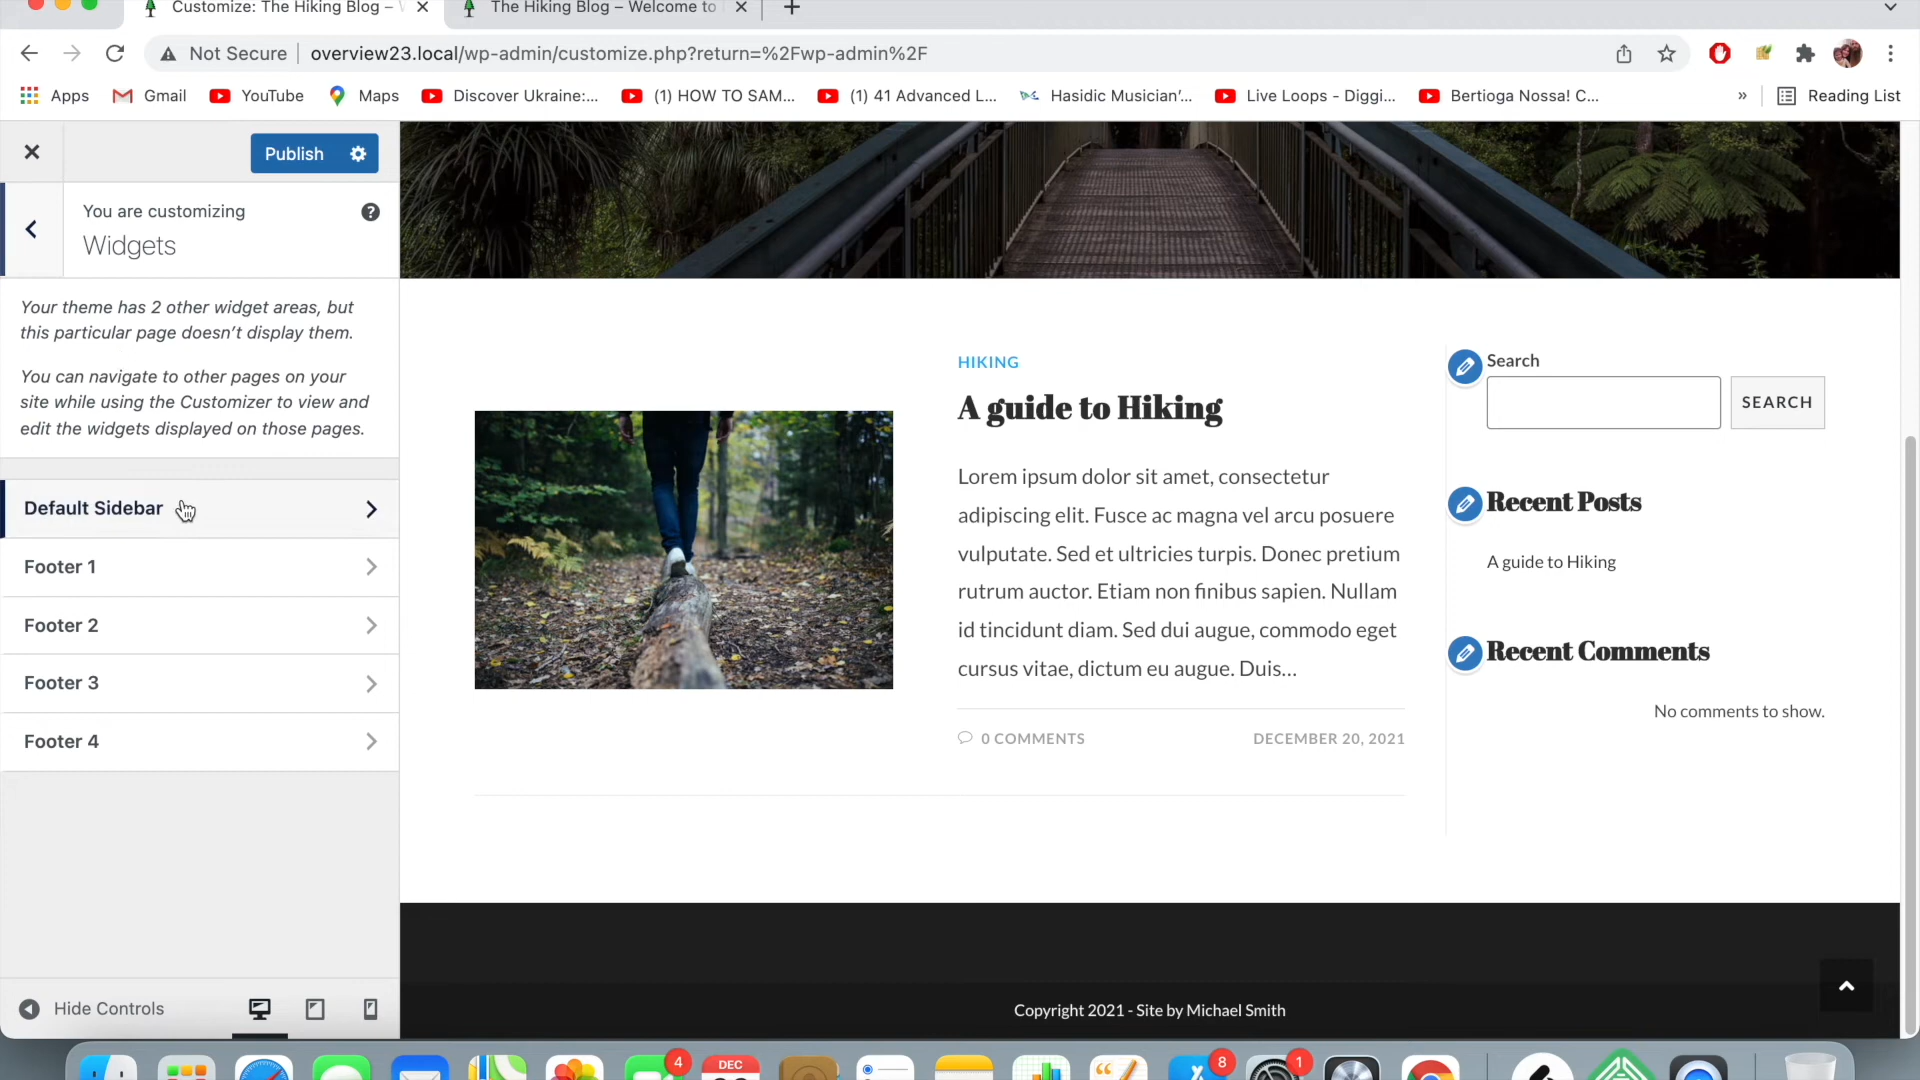 Customize: The Hiking Blog –
The Hiking Blog – Welcome to
Not Secure
overview23.local/wp-admin/customize.php?return=%2Fwp-admin%2F
Apps
Gmail
YouTube
Maps
Discover Ukraine:...
(1) HOW TO SAM...
(1) 41 Advanced L...
Hasidic Musician'...
Live Loops - Diggi...
Bertioga Nossa! C...
»
Reading List
Publish
You are customizing
Widgets
Your theme has 2 other widget areas, but
this particular page doesn't display them.
You can navigate to other pages on your
site while using the Customizer to view and
edit the widgets displayed on those pages.
Default Sidebar
Footer 1
Footer 2
Footer 3
Footer 4
Hide Controls
HIKING
A guide to Hiking
Lorem ipsum dolor sit amet, consectetur
adipiscing elit. Fusce ac magna vel arcu posuere
vulputate. Sed et ultricies turpis. Donec pretium
rutrum auctor. Etiam non finibus sapien. Nullam
id tincidunt diam. Sed dui augue, commodo eget
cursus vitae, dictum eu augue. Duis...
0 COMMENTS
DECEMBER 20, 2021
Search
SEARCH
Recent Posts
A guide to Hiking
Recent Comments
No comments to show.
Copyright 2021 - Site by Michael Smith
4
DEC
8
1